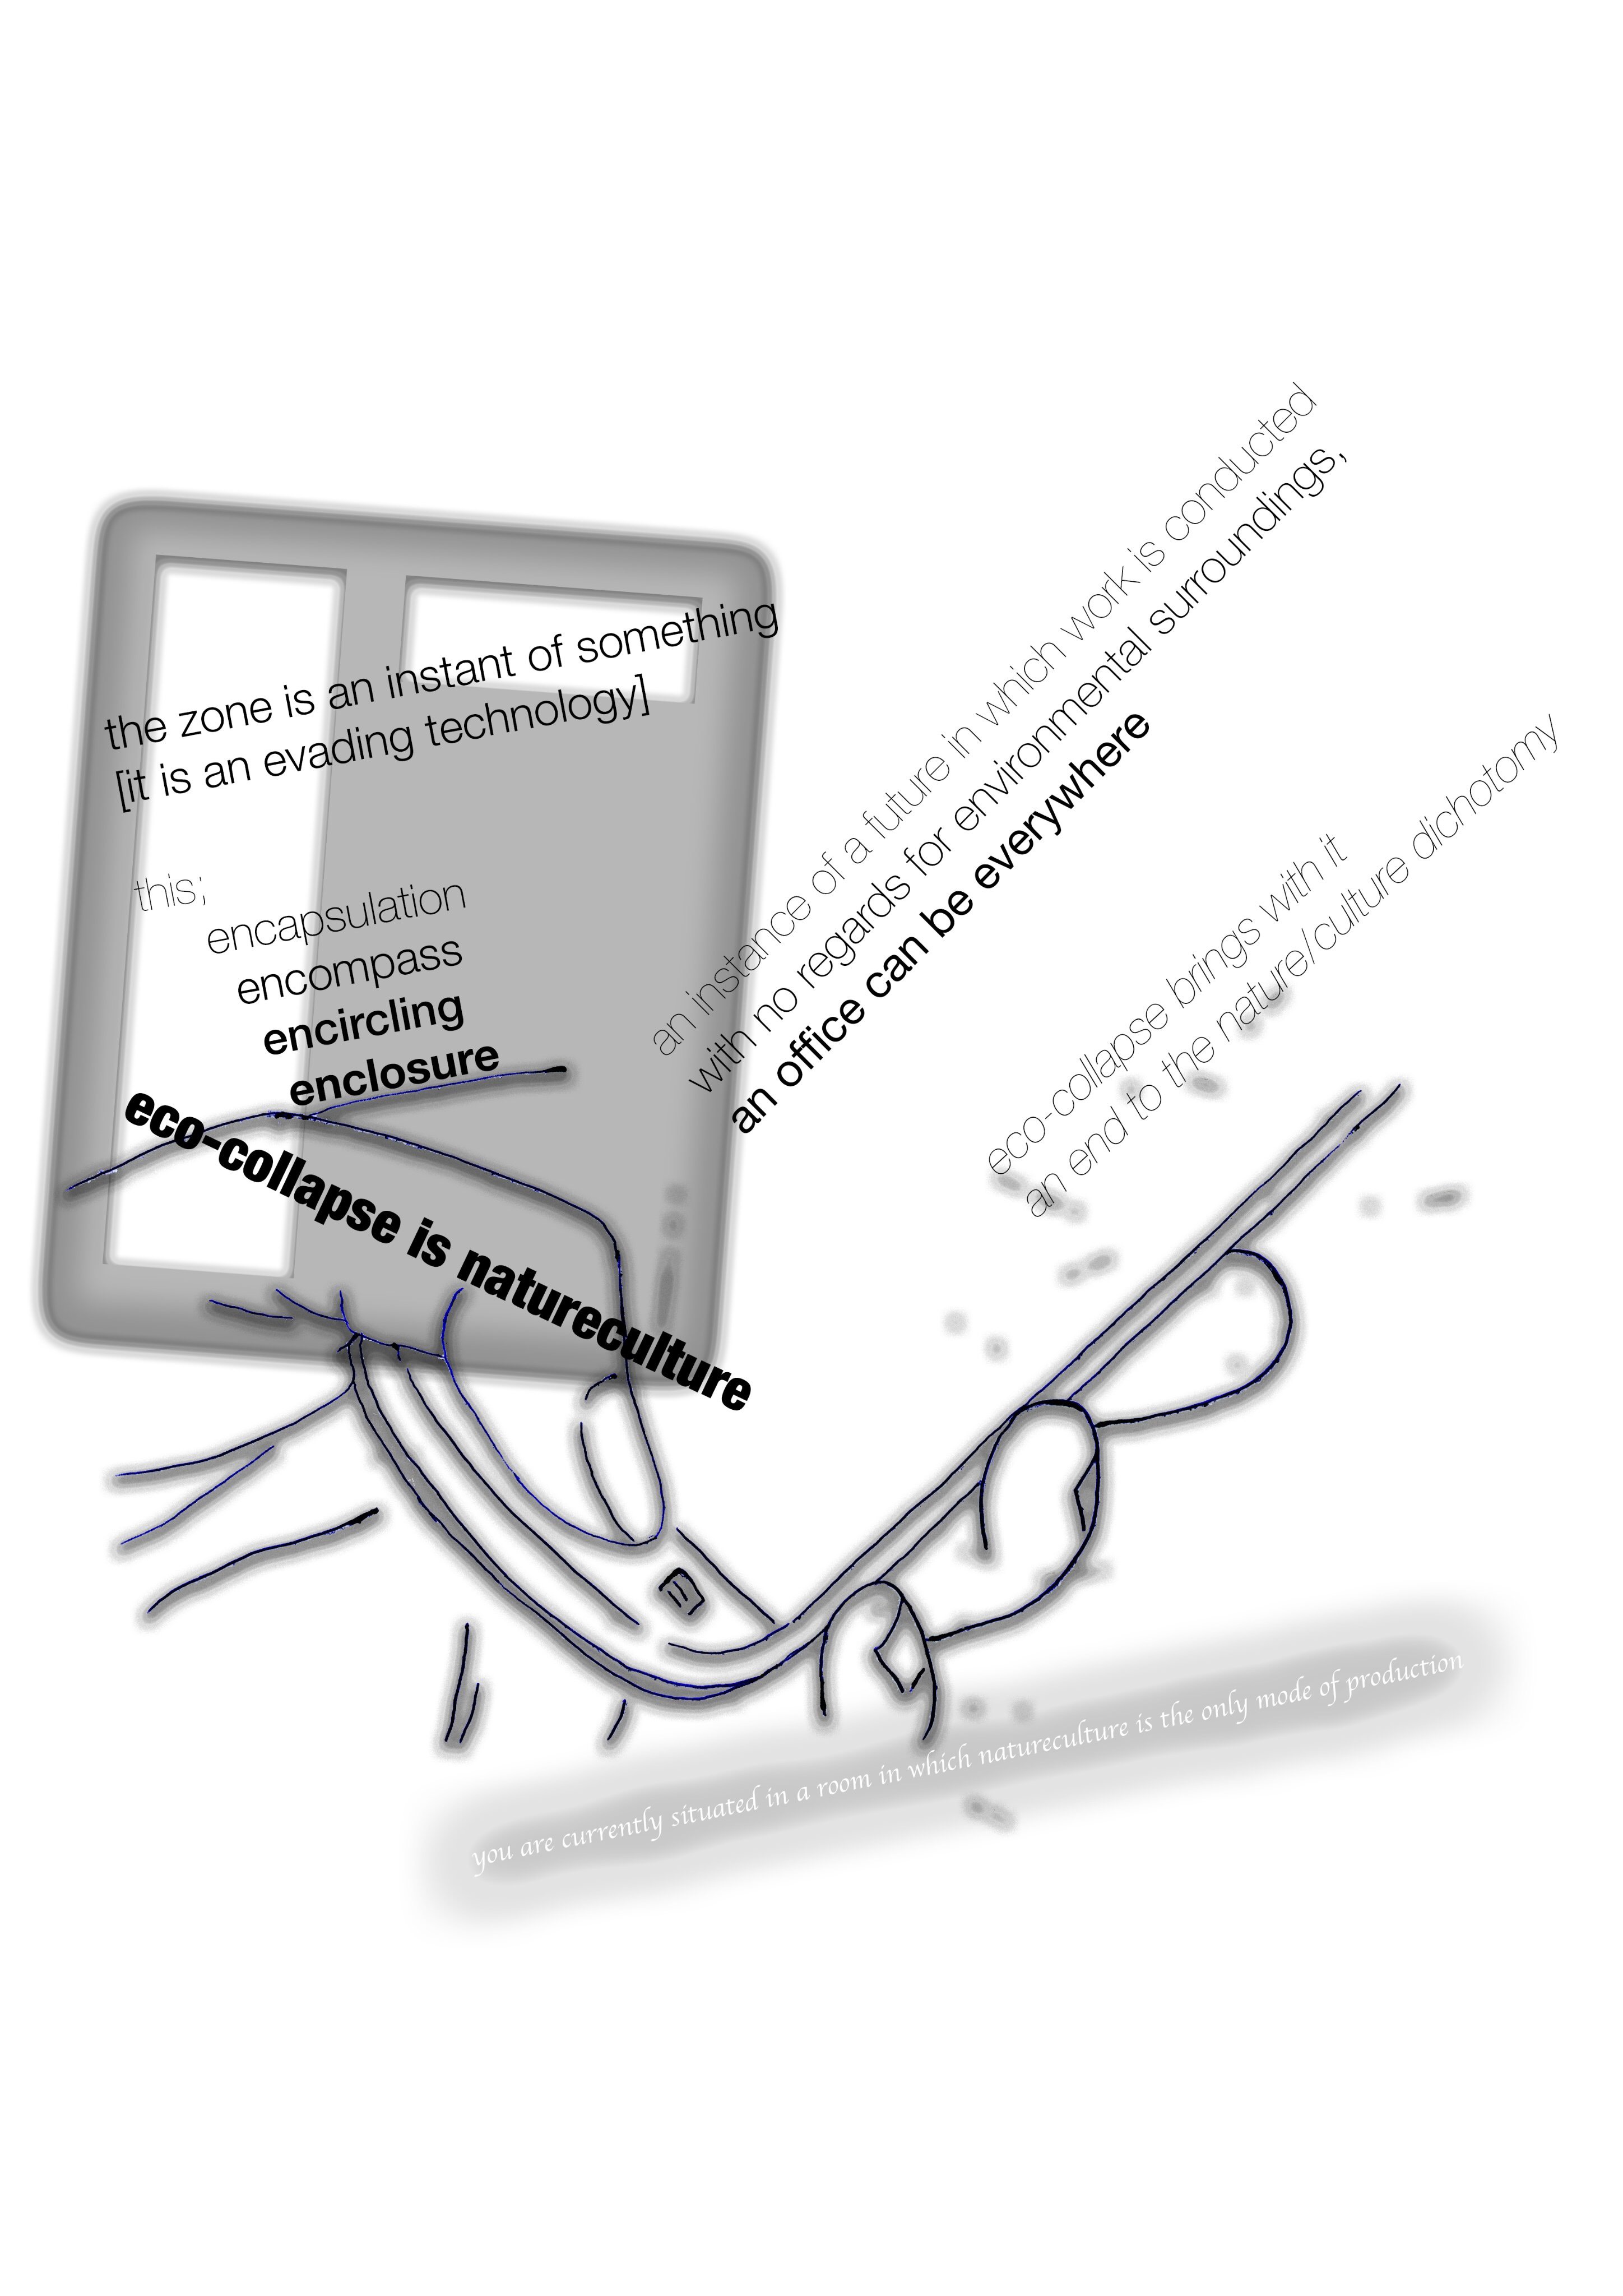 the zone is an instant of something
[it is an evading technology]
this;
encapsulation
encompass
encircling
enclosure
eco-collapse is natureculture
an instance of a future in which work is conducted
with no regards for environmental surroundings,
an office can be everywhere
eco-collapse brings with it
an end to the nature/culture dichotomy
you are currently situated in a room in which natureculture is the only mode of production